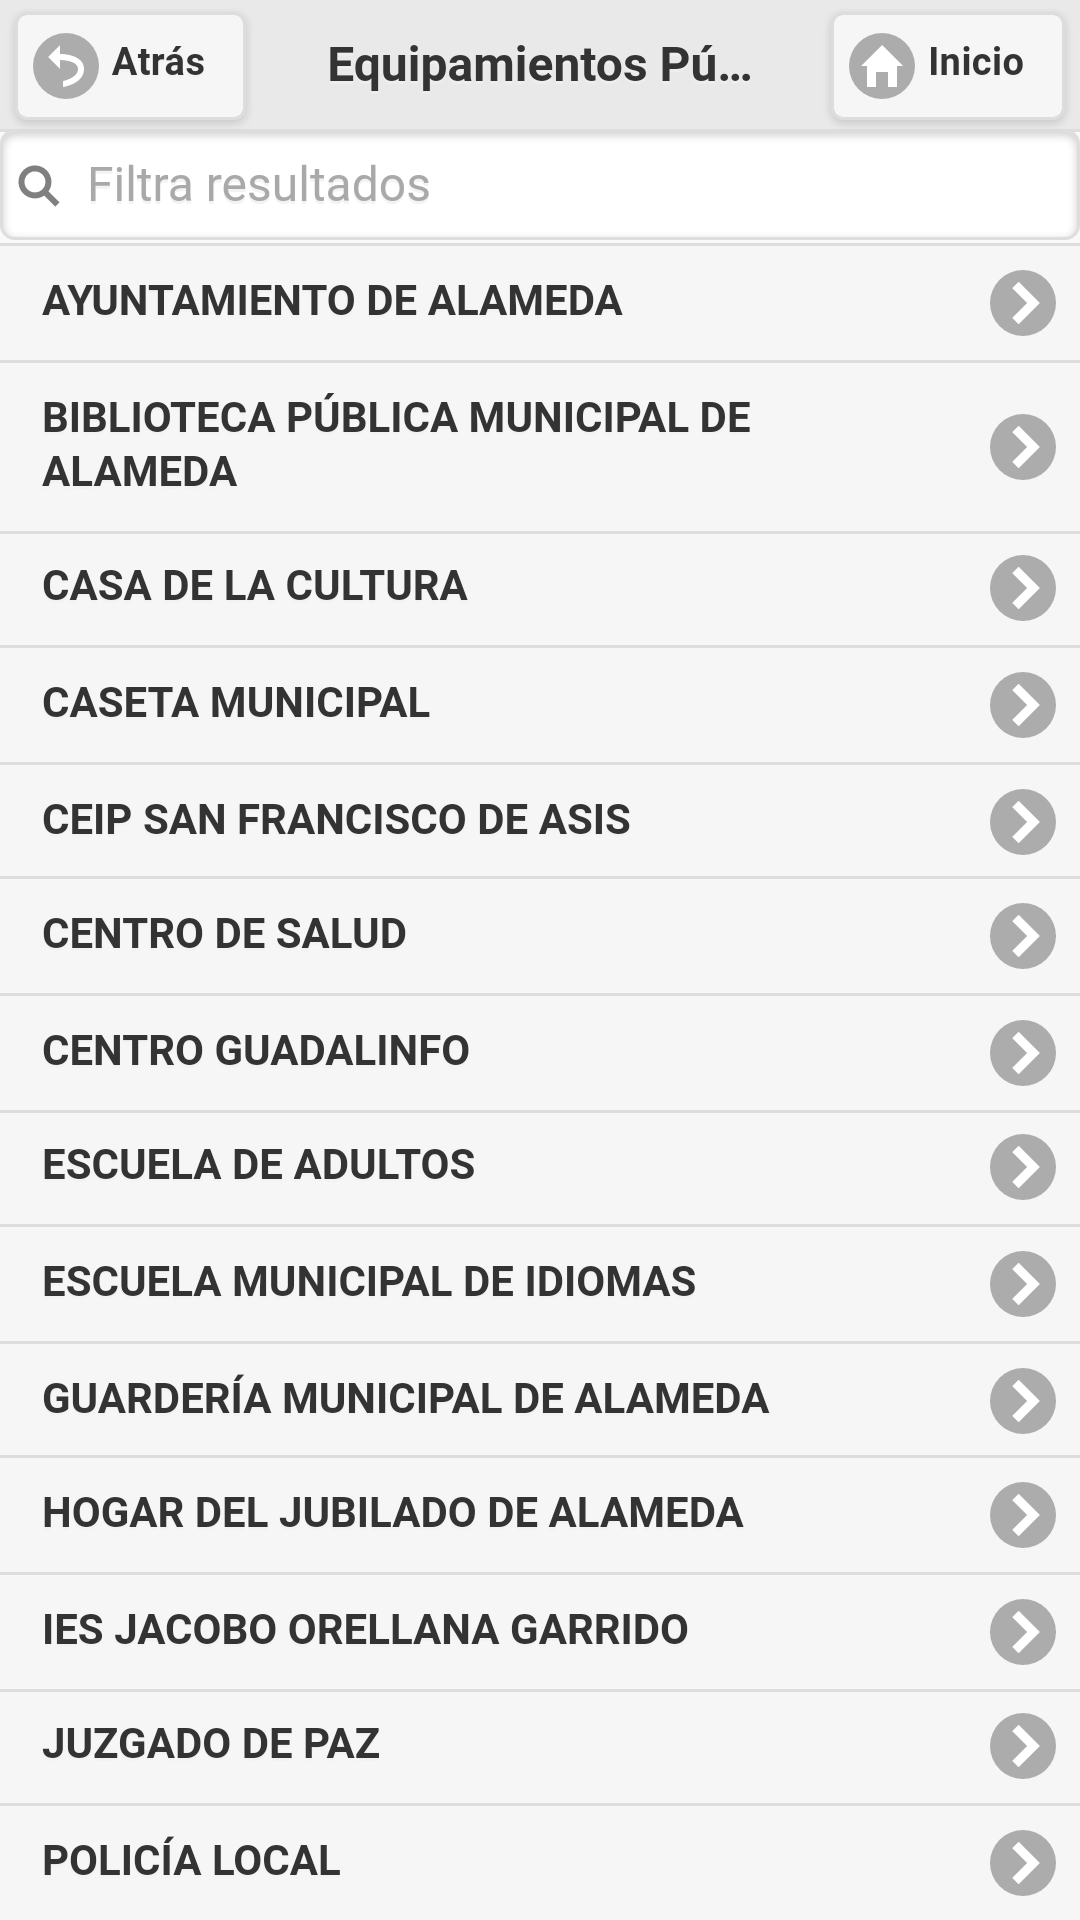 Atrás
Equipamientos Pú...
Inicio
Filtra resultados
AYUNTAMIENTO DE ALAMEDA
BIBLIOTECA PÚBLICA MUNICIPAL DE
ALAMEDA
CASA DE LA CULTURA
CASETA MUNICIPAL
CEIP SAN FRANCISCO DE ASIS
CENTRO DE SALUD
CENTRO GUADALINFO
ESCUELA DE ADULTOS
ESCUELA MUNICIPAL DE IDIOMAS
GUARDERÍA MUNICIPAL DE ALAMEDA
HOGAR DEL JUBILADO DE ALAMEDA
IES JACOBO ORELLANA GARRIDO
JUZGADO DE PAZ
POLICÍA LOCAL